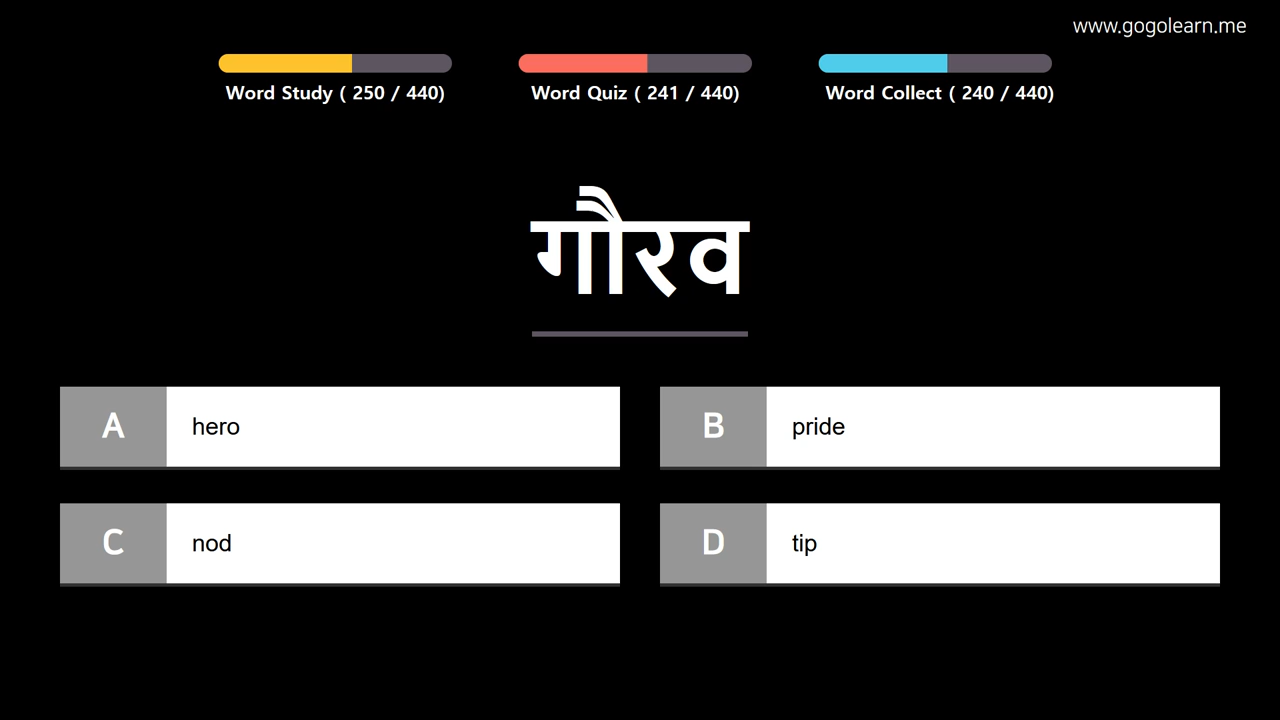 www.gogolearn.me
Word Study ( 250 / 440)
Word Quiz ( 241 / 440)
Word Collect ( 240 / 440)
गौरव
A hero
B pride
C nod
D tip